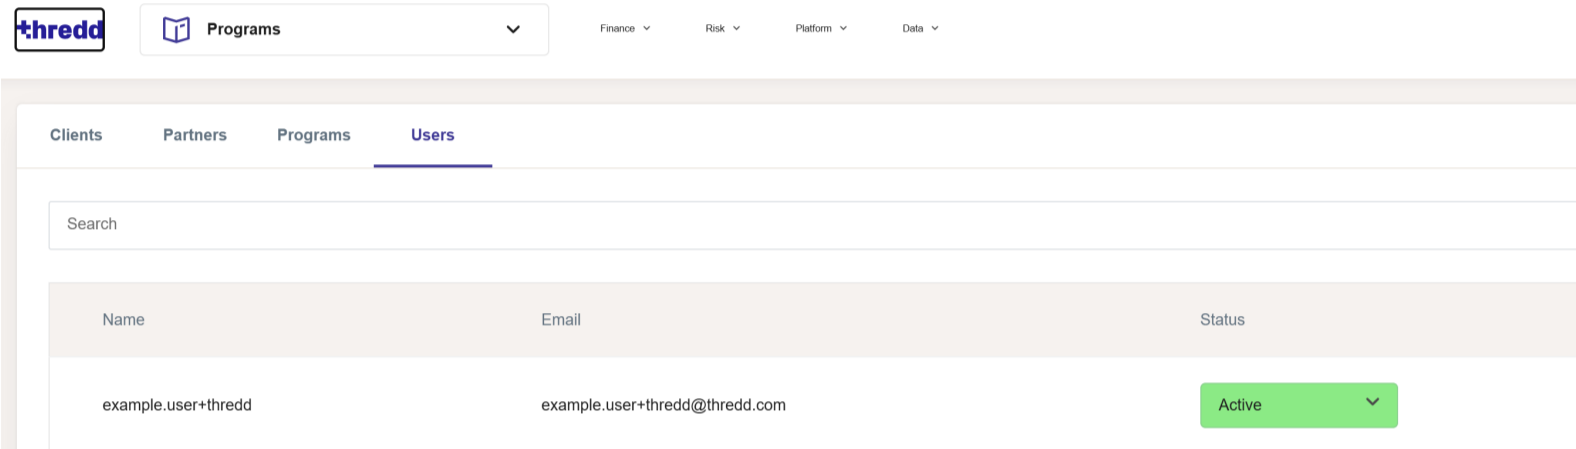 thredd Programs Finance Risk Platform Data
Clients Partners Programs Users
Search
Name Email Status
example.user+thredd example.user+thredd@thredd.com Active